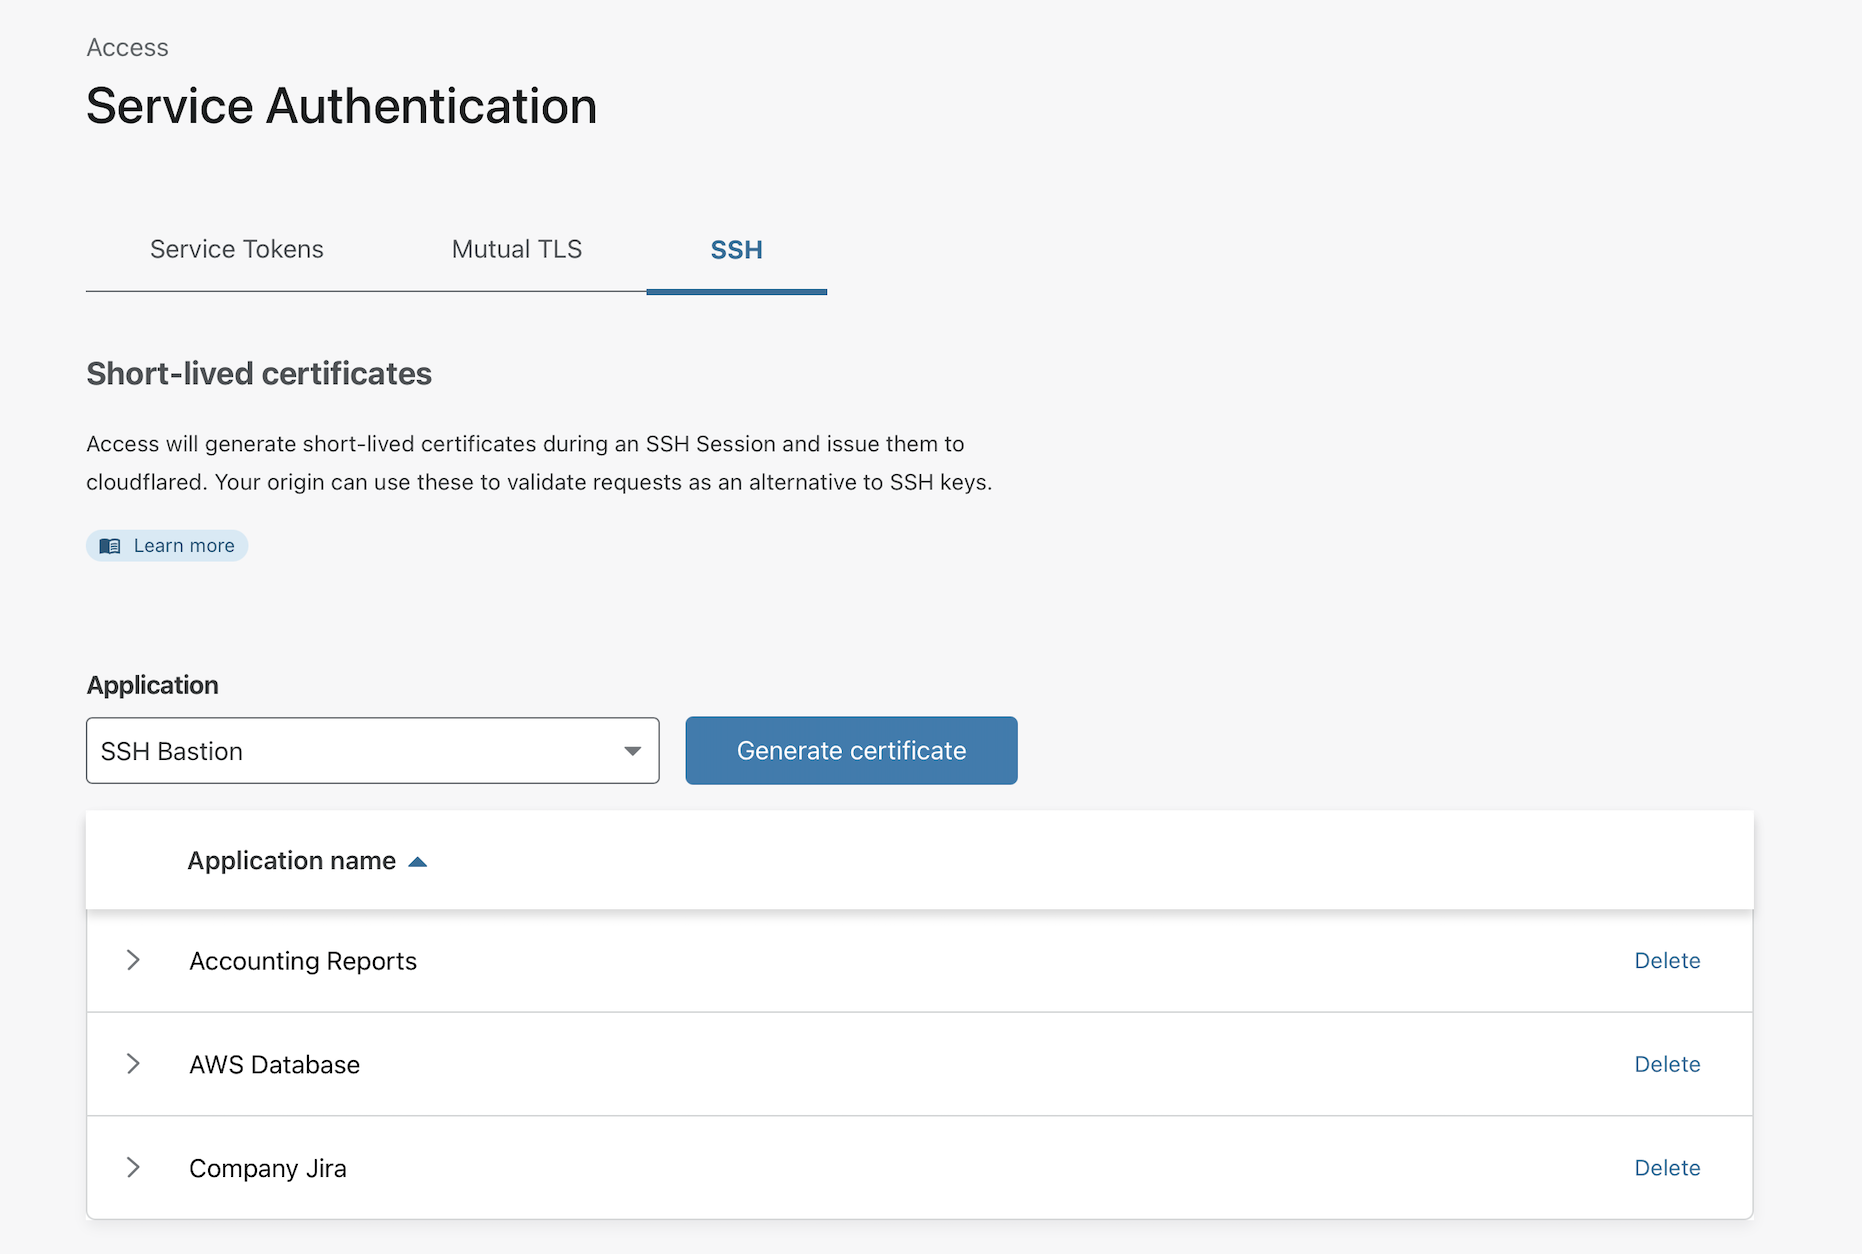 Access
Service Authentication
Service Tokens
Mutual TLS
SSH
Short-lived certificates
Access will generate short-lived certificates during an SSH Session and issue them to
cloudflared. Your origin can use these to validate requests as an alternative to SSH keys.
Learn more
Application
SSH Bastion
Generate certificate
Application name
Accounting Reports
Delete
AWS Database
Delete
Company Jira
Delete